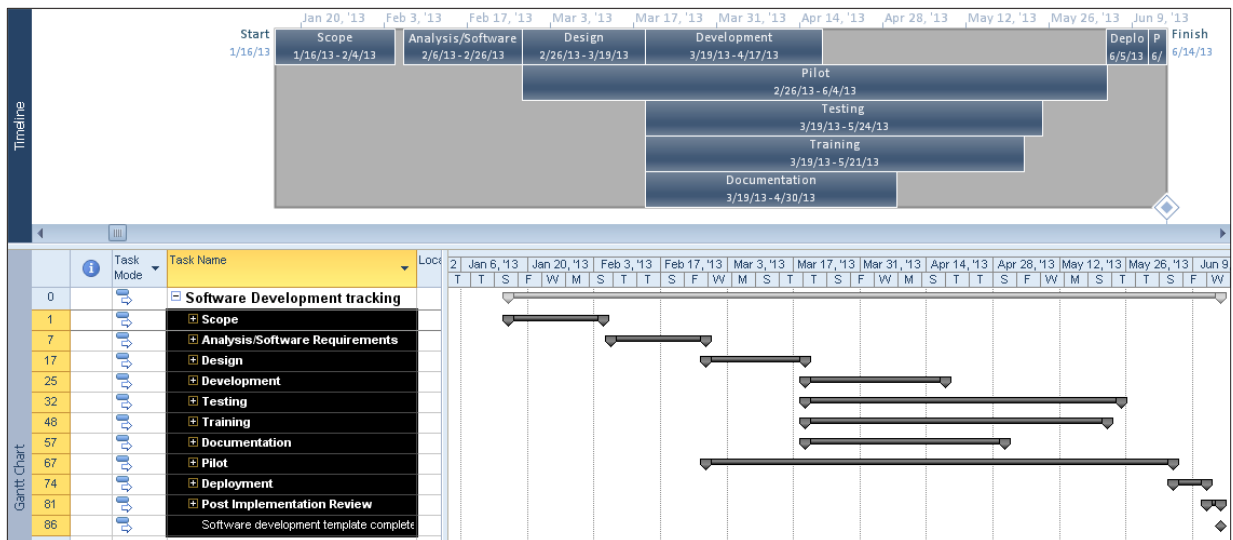 Jan 20, '13 Feb 3, '13 Feb 17, '13 Mar 3, '13 Mar 17, '13 Mar 31, '13 Apr 14, '13 Apr 28, '13 May 12, '13 May 26, '13 Jun 9, '13
Start
1/16/13
Scope
1/16/13 - 2/4/13
Analysis/Software
2/6/13 - 2/26/13
Design
2/26/13 - 3/19/13
Development
3/19/13 - 4/17/13
Deplo
6/5/13
P
6/
Finish
6/14/13
Pilot
2/26/13 - 6/4/13
Testing
3/19/13 - 5/24/13
Training
3/19/13 - 5/21/13
Documentation
3/19/13 - 4/30/13
Timeline
Task Mode
Task Name
Loca
2 Jan 6, '13 Jan 20, '13 Feb 3, '13 Feb 17, '13 Mar 3, '13 Mar 17, '13 Mar 31, '13 Apr 14, '13 Apr 28, '13 May 12, '13 May 26, '13 Jun 9
T T S F W M S T T S F W M S T T S F W M S T T S F W M S T T S F W
0 Software Development tracking
1 Scope
7 Analysis/Software Requirements
17 Design
25 Development
32 Testing
48 Training
57 Documentation
67 Pilot
74 Deployment
81 Post Implementation Review
86 Software development template complete
Gantt Chart